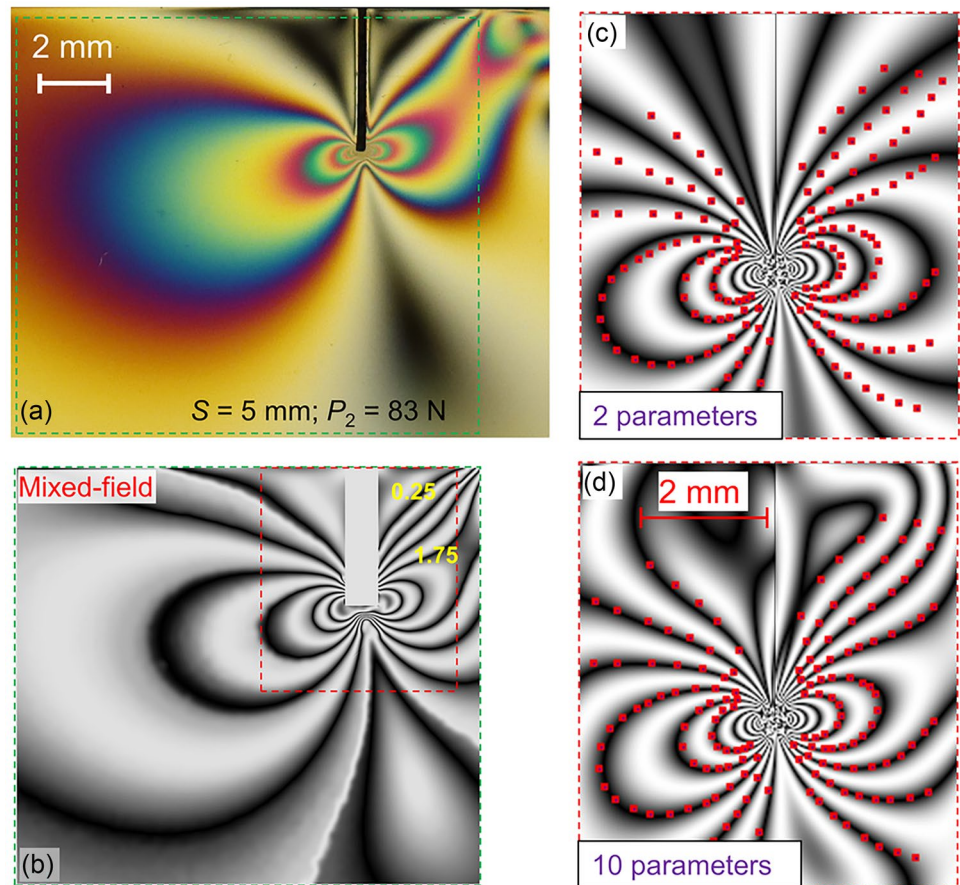 2 mm
(a)
S = 5 mm; P2 = 83 N
Mixed-field
0.25
1.75
(b)
(c)
2 parameters
(d)
2 mm
10 parameters